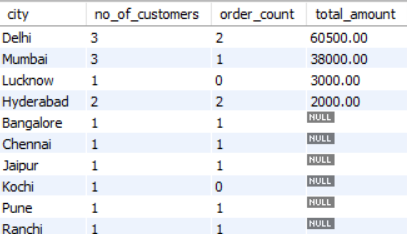 city no_of_customers order_count total_amount
Delhi 3 2 60500.00
Mumbai 3 1 38000.00
Lucknow 1 0 3000.00
Hyderabad 2 2 2000.00
Bangalore 1 1 NULL
Chennai 1 1 NULL
Jaipur 1 1 NULL
Kochi 1 0 NULL
Pune 1 1 NULL
Ranchi 1 1 NULL